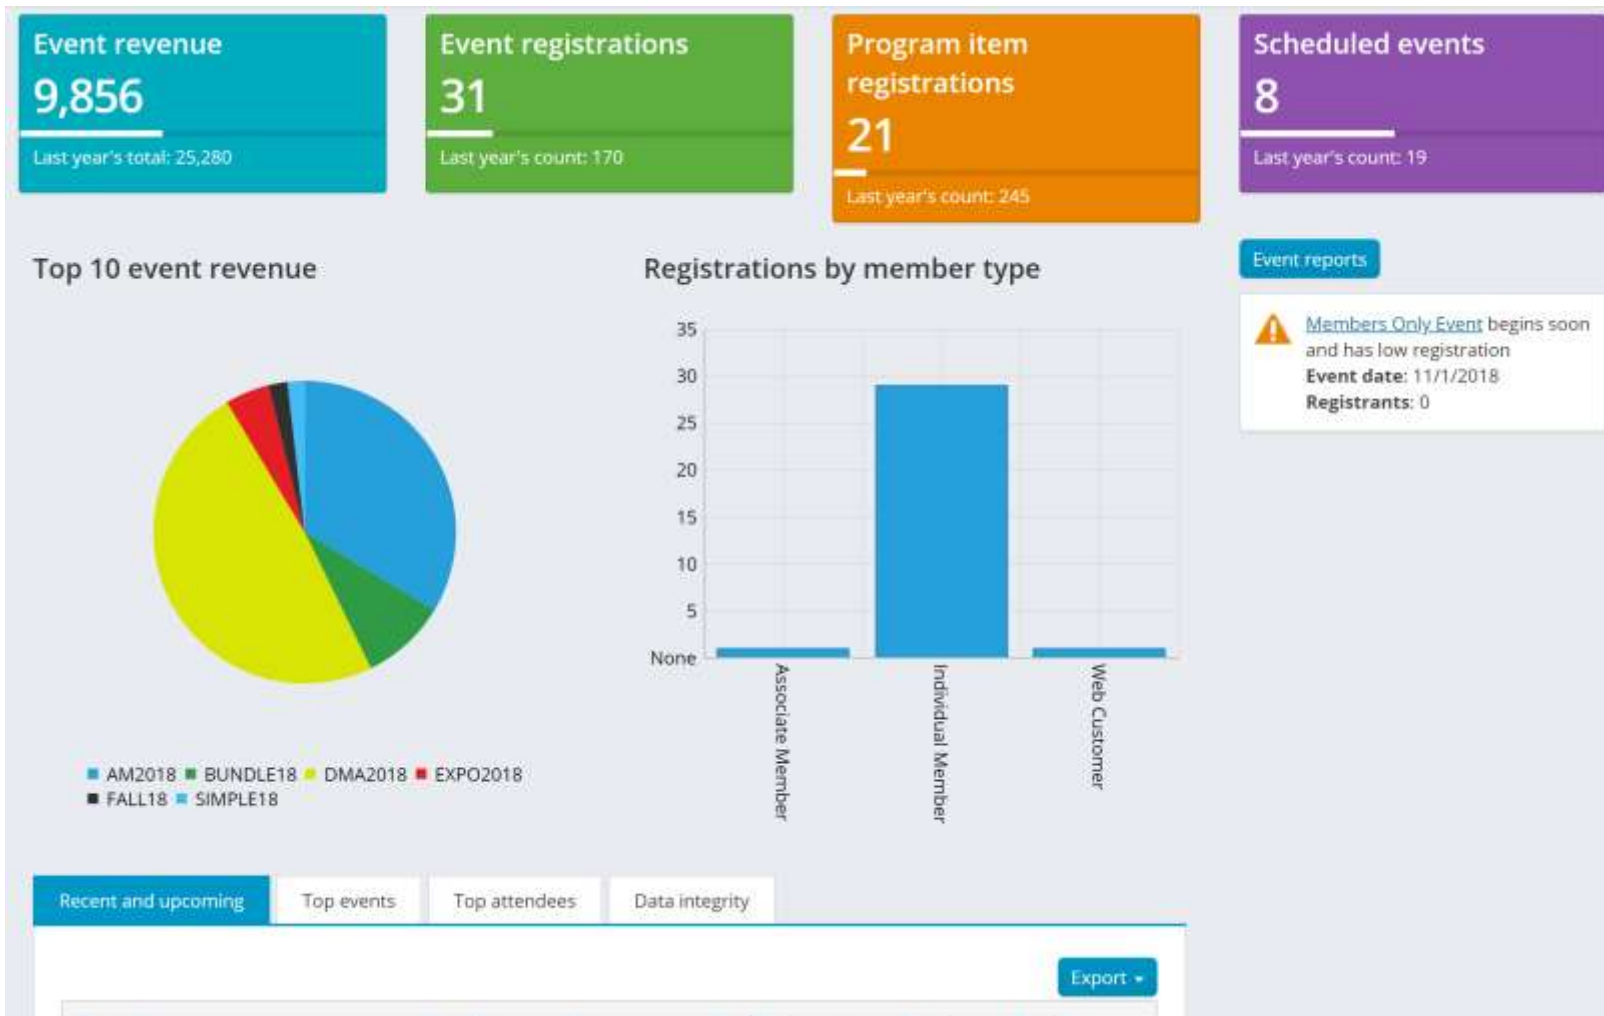 Event revenue
9,856
Last year's total: 25,280
Event registrations
31
Last year's count: 170
Program item
registrations
21
Last year's count: 245
Scheduled events
8
Last year's count: 19
Top 10 event revenue
AM2018 BUNDLE18 DMA2018 EXPO2018
FALL18 SIMPLE18
Registrations by member type
35
30
25
20
15
10
5
None
Associate Member
Individual Member
Web Customer
Event reports
Members Only Event begins soon
and has low registration
Event date: 11/1/2018
Registrants: 0
Recent and upcoming
Top events
Top attendees
Data integrity
Export